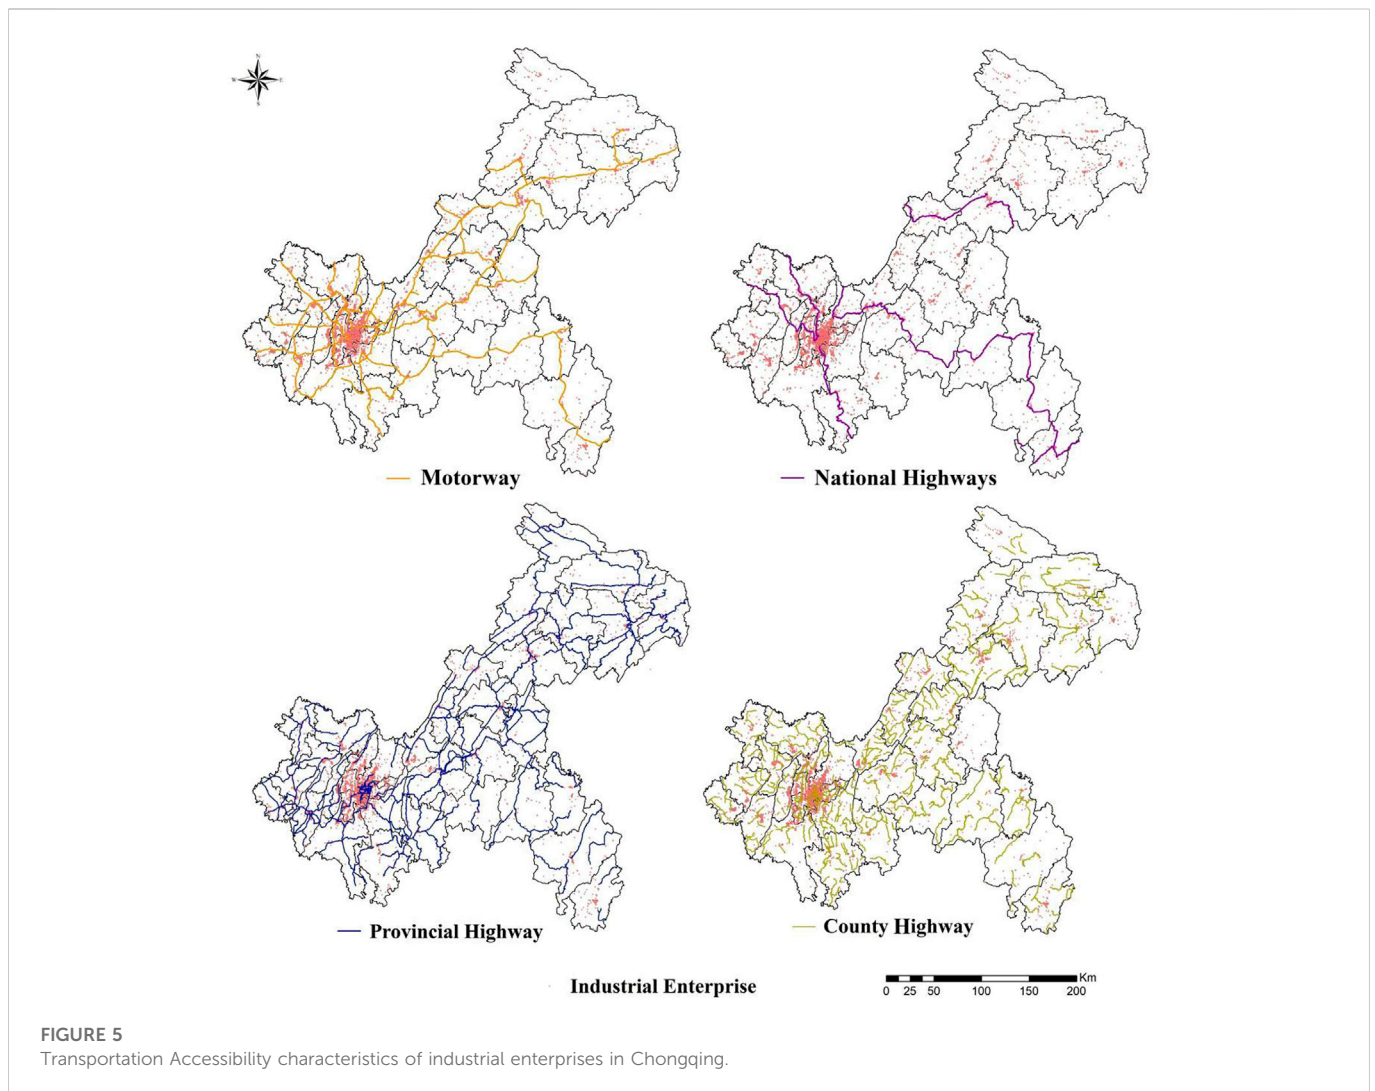 N
W E
S
Motorway
National Highways
Provincial Highway
County Highway
Industrial Enterprise
Km
0 25 50 100 150 200
FIGURE 5
Transportation Accessibility characteristics of industrial enterprises in Chongqing.